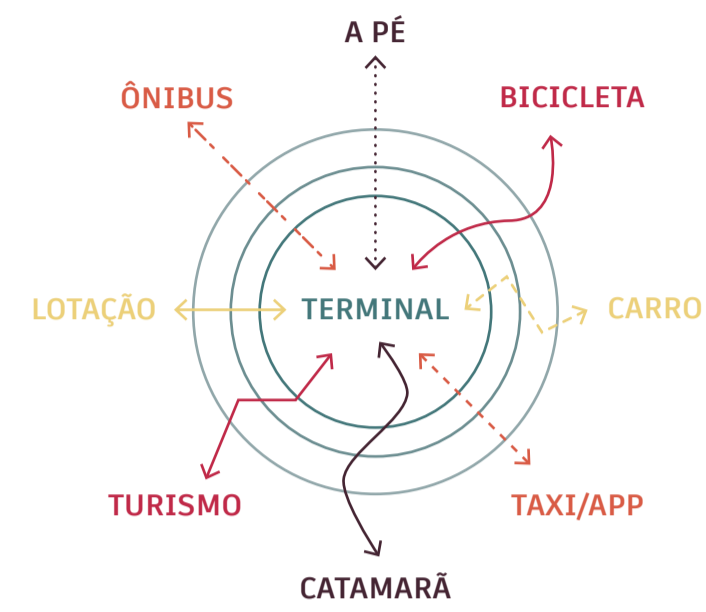 A PÉ
ÔNIBUS
BICICLETA
LOTAÇÃO
TERMINAL
CARRO
TURISMO
TAXI/APP
CATAMARÃ